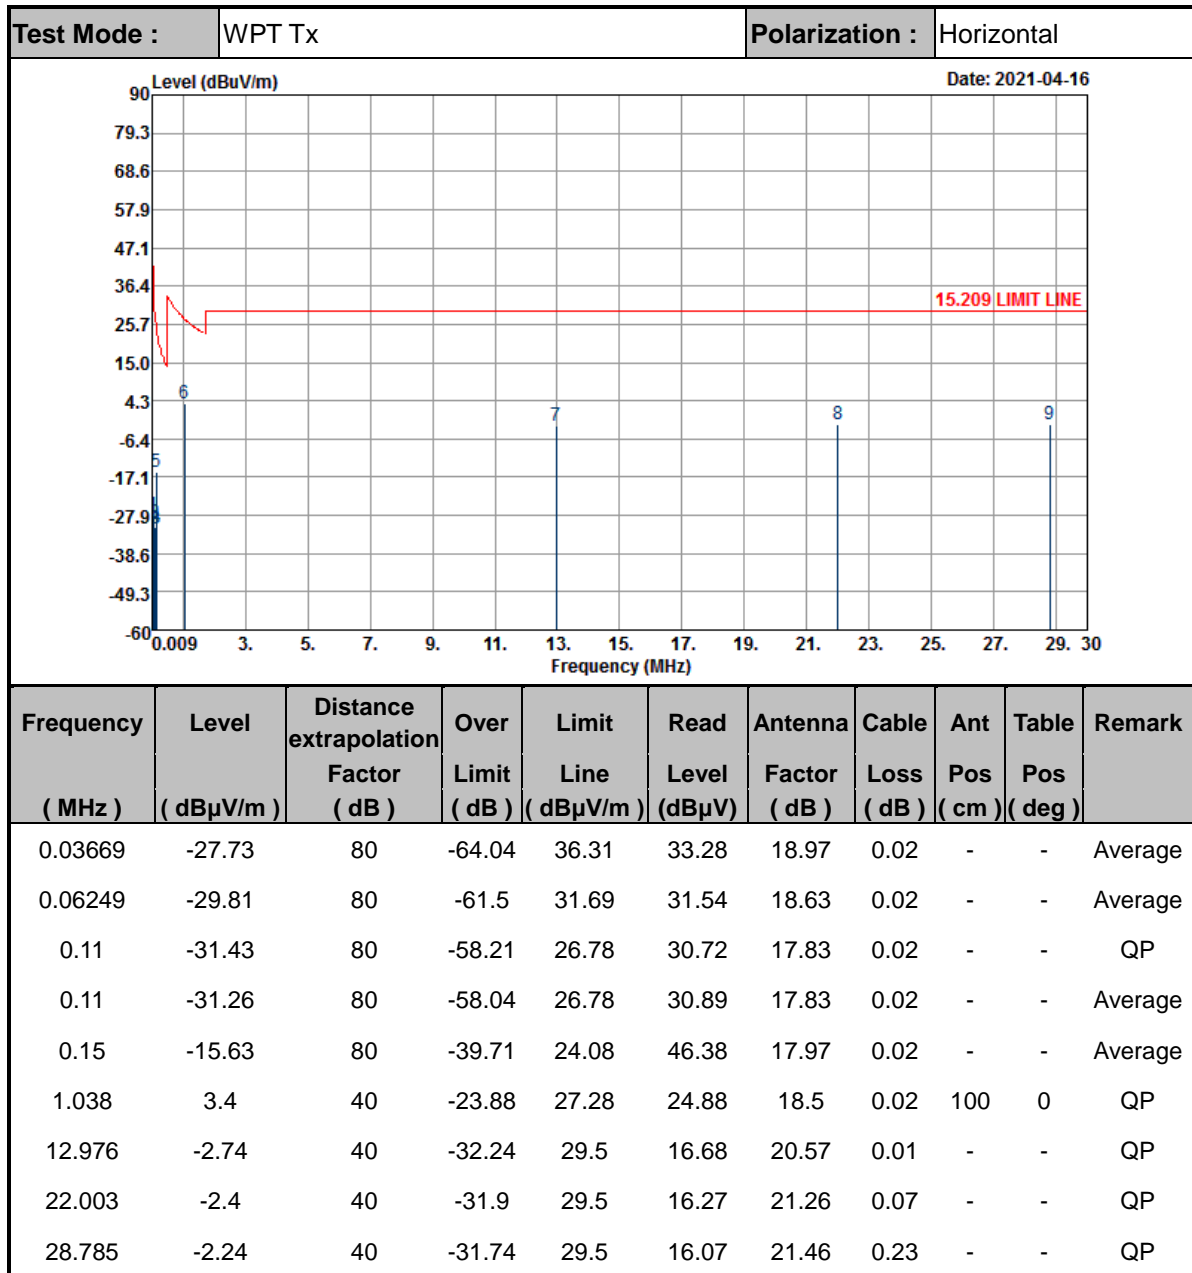 Test Mode : WPT Tx Polarization : Horizontal
Level (dBuV/m) Date: 2021-04-16
90
79.3
68.6
57.9
47.1
36.4
15.209 LIMIT LINE
25.7
15.0
6
4.3
7 8 9
-6.4
5
-17.1
-27.9
-38.6
-49.3
-60
0.009 3. 5. 7. 9. 11. 13. 15. 17. 19. 21. 23. 25. 27. 29. 30
Frequency (MHz)
Frequency Level Distance extrapolation Over Limit Read Antenna Cable Ant Table Remark
Factor Limit Line Level Factor Loss Pos Pos
( MHz ) ( dBµV/m ) ( dB ) ( dB ) ( dBµV/m ) (dBµV) ( dB ) ( dB ) ( cm ) ( deg )
0.03669 -27.73 80 -64.04 36.31 33.28 18.97 0.02 - - Average
0.06249 -29.81 80 -61.5 31.69 31.54 18.63 0.02 - - Average
0.11 -31.43 80 -58.21 26.78 30.72 17.83 0.02 - - QP
0.11 -31.26 80 -58.04 26.78 30.89 17.83 0.02 - - Average
0.15 -15.63 80 -39.71 24.08 46.38 17.97 0.02 - - Average
1.038 3.4 40 -23.88 27.28 24.88 18.5 0.02 100 0 QP
12.976 -2.74 40 -32.24 29.5 16.68 20.57 0.01 - - QP
22.003 -2.4 40 -31.9 29.5 16.27 21.26 0.07 - - QP
28.785 -2.24 40 -31.74 29.5 16.07 21.46 0.23 - - QP